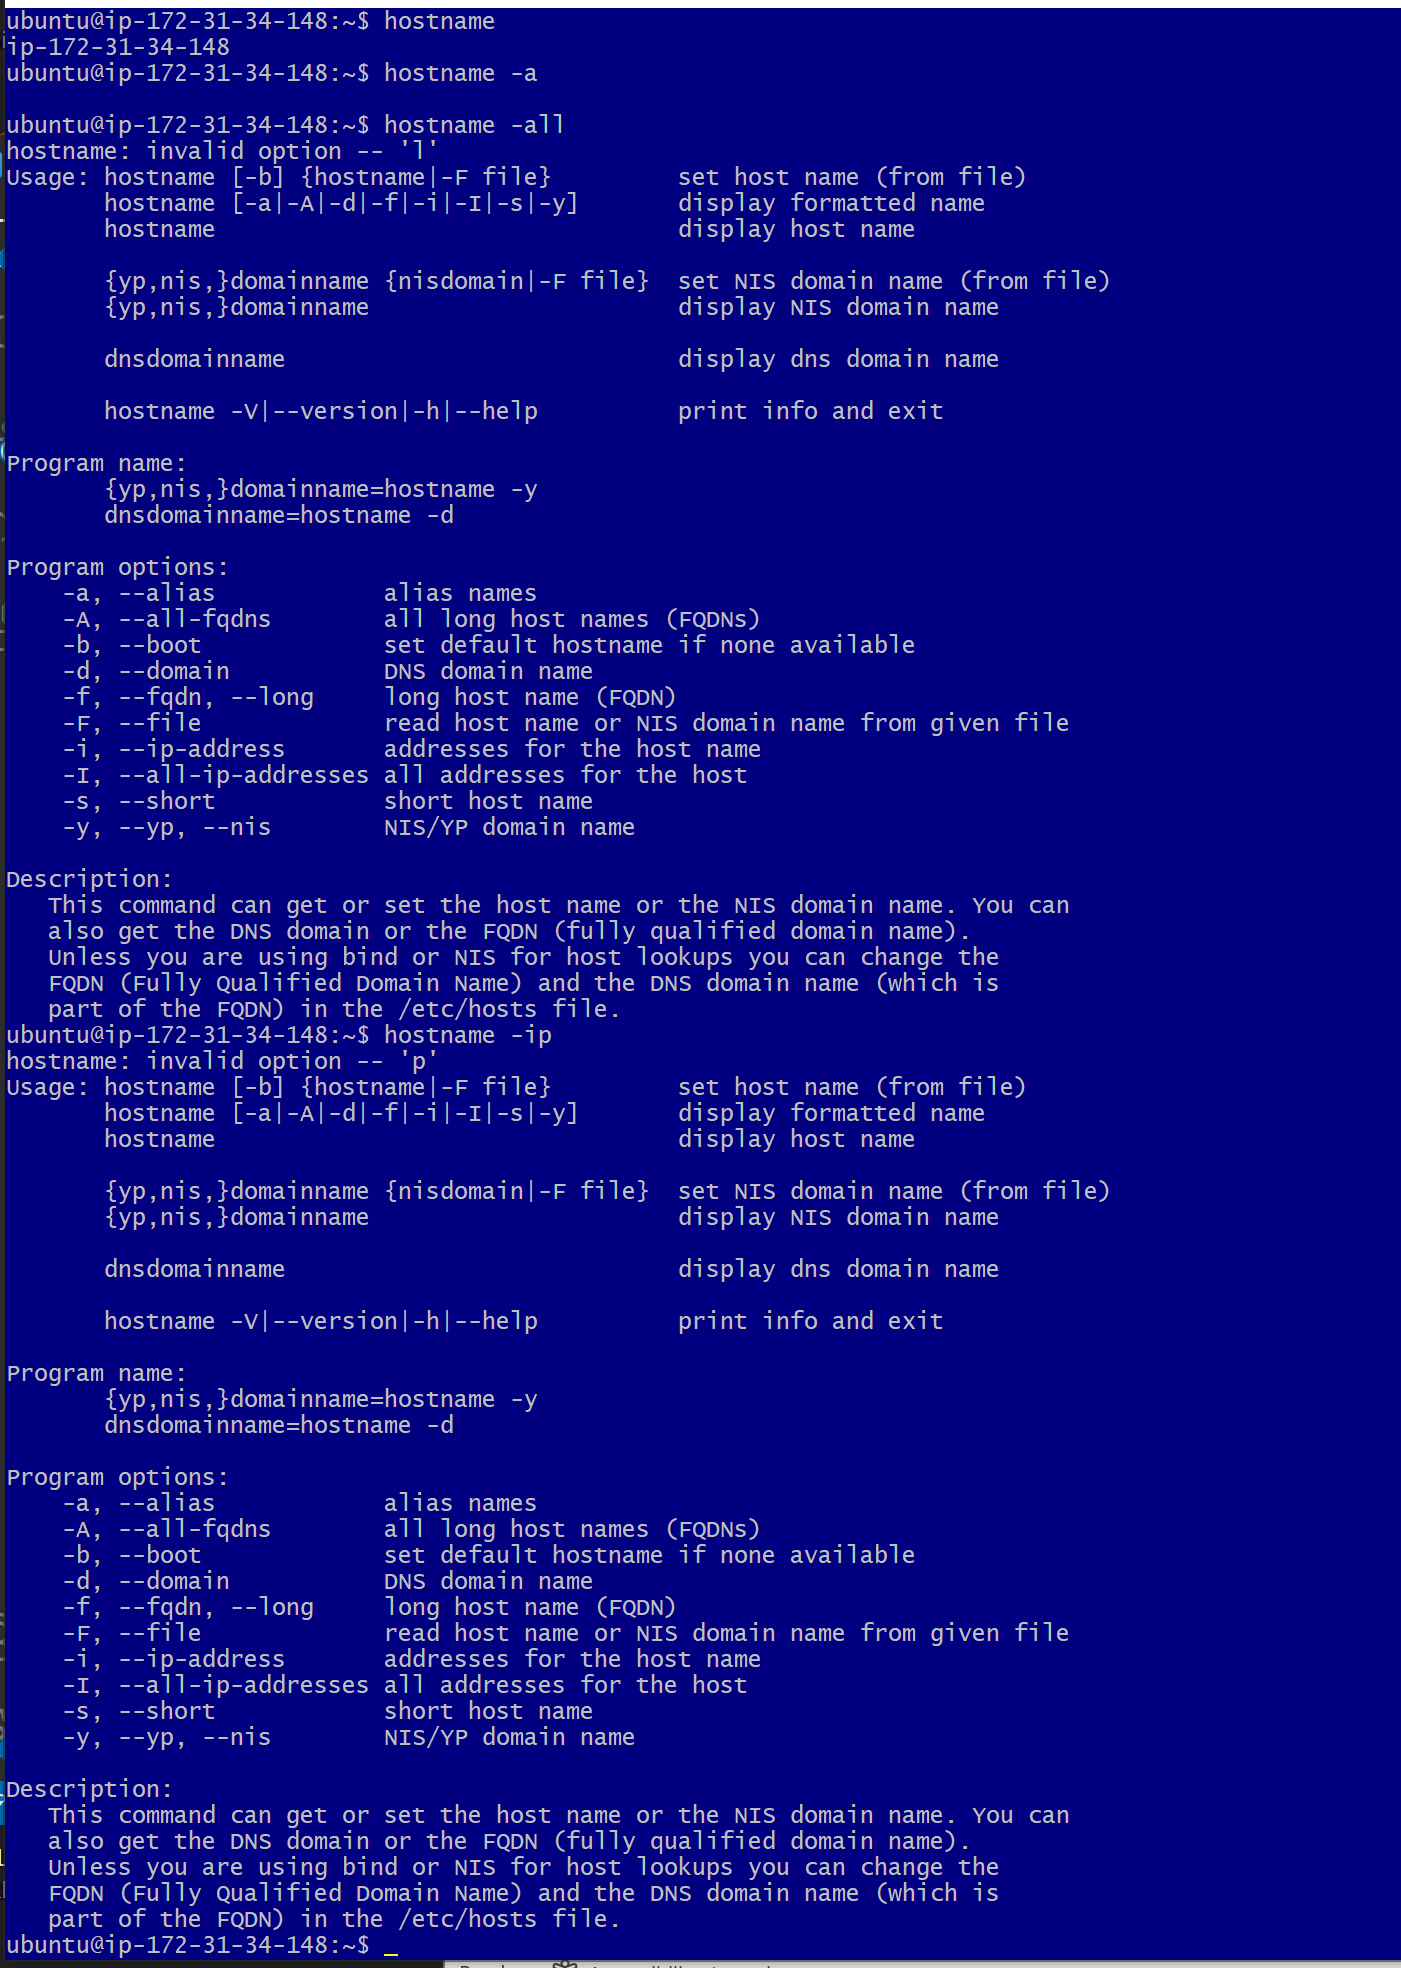 ubuntu@ip-172-31-34-148:~$ hostname
ip-172-31-34-148
ubuntu@ip-172-31-34-148:~$ hostname -a

ubuntu@ip-172-31-34-148:~$ hostname -all
hostname: invalid option -- 'l'
Usage: hostname [-b] {hostname|-F file}         set host name (from file)
       hostname [-a|-A|-d|-f|-i|-I|-s|-y]       display formatted name
       hostname                                 display host name

       {yp,nis,}domainname {nisdomain|-F file}  set NIS domain name (from file)
       {yp,nis,}domainname                      display NIS domain name

       dnsdomainname                            display dns domain name

       hostname -V|--version|-h|--help          print info and exit

Program name:
       {yp,nis,}domainname=hostname -y
       dnsdomainname=hostname -d

Program options:
    -a, --alias            alias names
    -A, --all-fqdns        all long host names (FQDNs)
    -b, --boot             set default hostname if none available
    -d, --domain           DNS domain name
    -f, --fqdn, --long     long host name (FQDN)
    -F, --file             read host name or NIS domain name from given file
    -i, --ip-address       addresses for the host name
    -I, --all-ip-addresses all addresses for the host
    -s, --short            short host name
    -y, --yp, --nis        NIS/YP domain name

Description:
   This command can get or set the host name or the NIS domain name. You can
   also get the DNS domain or the FQDN (fully qualified domain name).
   Unless you are using bind or NIS for host lookups you can change the
   FQDN (Fully Qualified Domain Name) and the DNS domain name (which is
   part of the FQDN) in the /etc/hosts file.
ubuntu@ip-172-31-34-148:~$ hostname -ip
hostname: invalid option -- 'p'
Usage: hostname [-b] {hostname|-F file}         set host name (from file)
       hostname [-a|-A|-d|-f|-i|-I|-s|-y]       display formatted name
       hostname                                 display host name

       {yp,nis,}domainname {nisdomain|-F file}  set NIS domain name (from file)
       {yp,nis,}domainname                      display NIS domain name

       dnsdomainname                            display dns domain name

       hostname -V|--version|-h|--help          print info and exit

Program name:
       {yp,nis,}domainname=hostname -y
       dnsdomainname=hostname -d

Program options:
    -a, --alias            alias names
    -A, --all-fqdns        all long host names (FQDNs)
    -b, --boot             set default hostname if none available
    -d, --domain           DNS domain name
    -f, --fqdn, --long     long host name (FQDN)
    -F, --file             read host name or NIS domain name from given file
    -i, --ip-address       addresses for the host name
    -I, --all-ip-addresses all addresses for the host
    -s, --short            short host name
    -y, --yp, --nis        NIS/YP domain name

Description:
   This command can get or set the host name or the NIS domain name. You can
   also get the DNS domain or the FQDN (fully qualified domain name).
   Unless you are using bind or NIS for host lookups you can change the
   FQDN (Fully Qualified Domain Name) and the DNS domain name (which is
   part of the FQDN) in the /etc/hosts file.
ubuntu@ip-172-31-34-148:~$ _